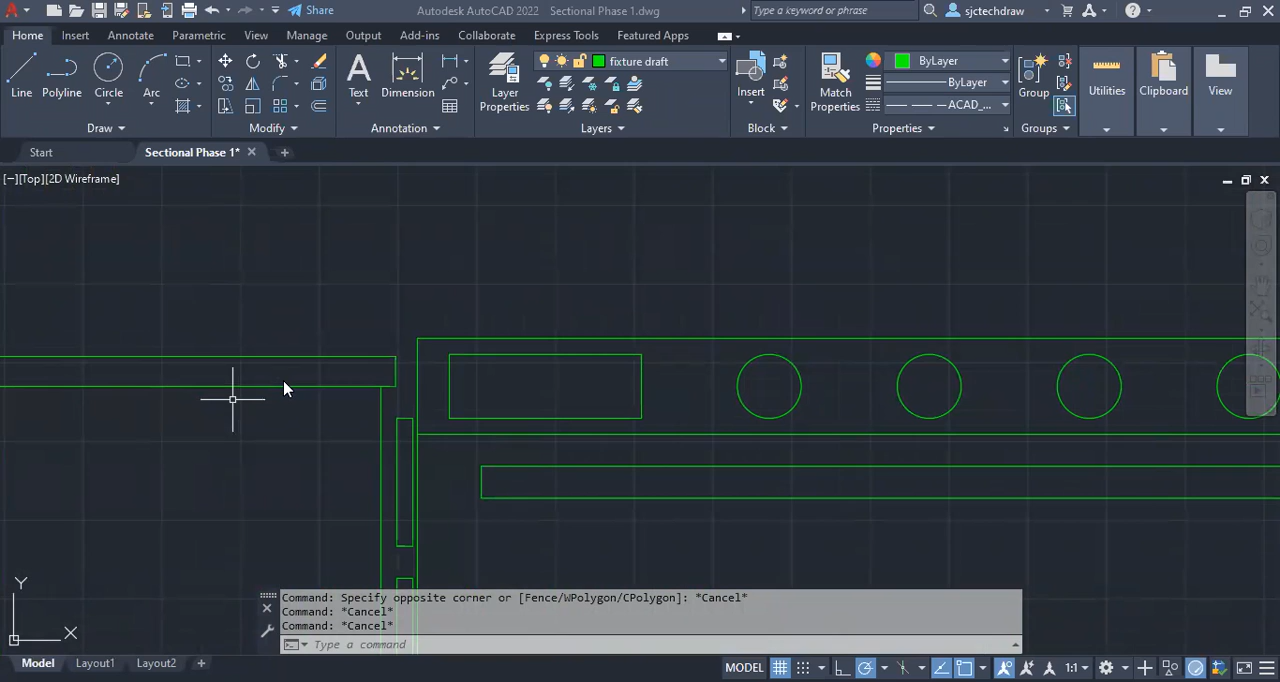 Share
Autodesk AutoCAD 2022 Sectional Phase 1.dwg
Type a keyword or phrase
sjctechdraw
Home Insert Annotate Parametric View Manage Output Add-ins Collaborate Express Tools Featured Apps
fixture draft
ByLayer
ByLayer
ACAD_...
Line Polyline Circle Arc
Text Dimension
Layer Properties
Insert
Match Properties
Group
Utilities
Clipboard
View
Draw
Modify
Annotation
Layers
Block
Properties
Groups
Start
Sectional Phase 1*
[−][Top][2D Wireframe]
Y
X
Command: Specify opposite corner or [Fence/WPolygon/CPolygon]: *Cancel*
Command: *Cancel*
Command: *Cancel*
Type a command
Model Layout1 Layout2
MODEL
1:1